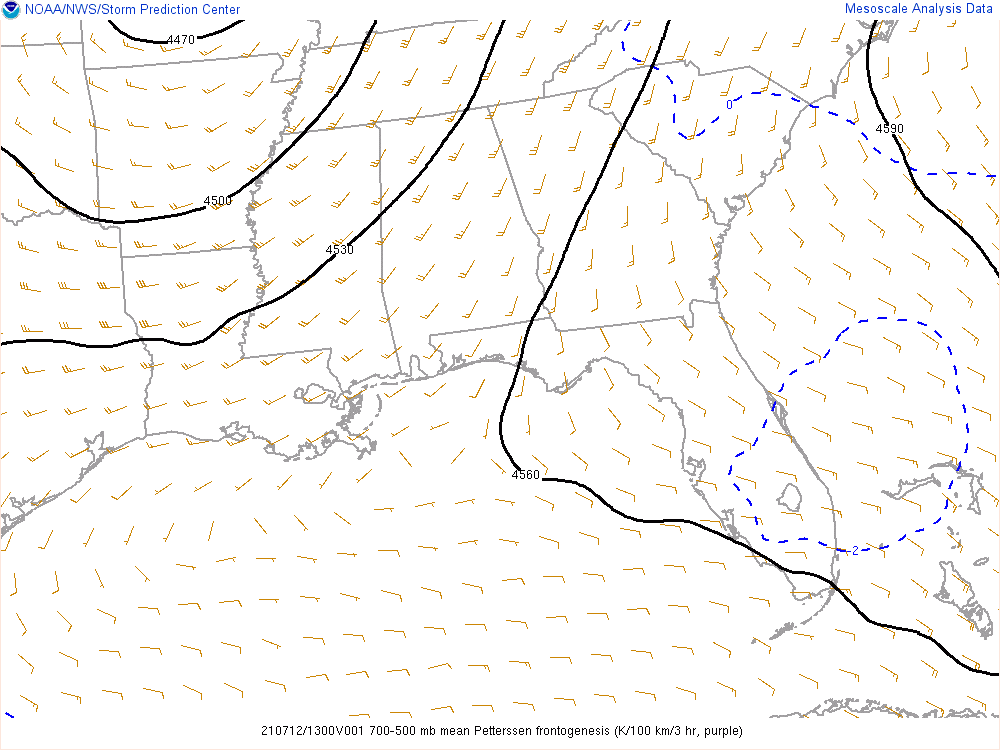 NOAA/NWS/Storm Prediction Center
Mesoscale Analysis Data
4470
0
4590
4500
4530
4560
-2
210712/1300V001 700-500 mb mean Petterssen frontogenesis (K/100 km/3 hr, purple)